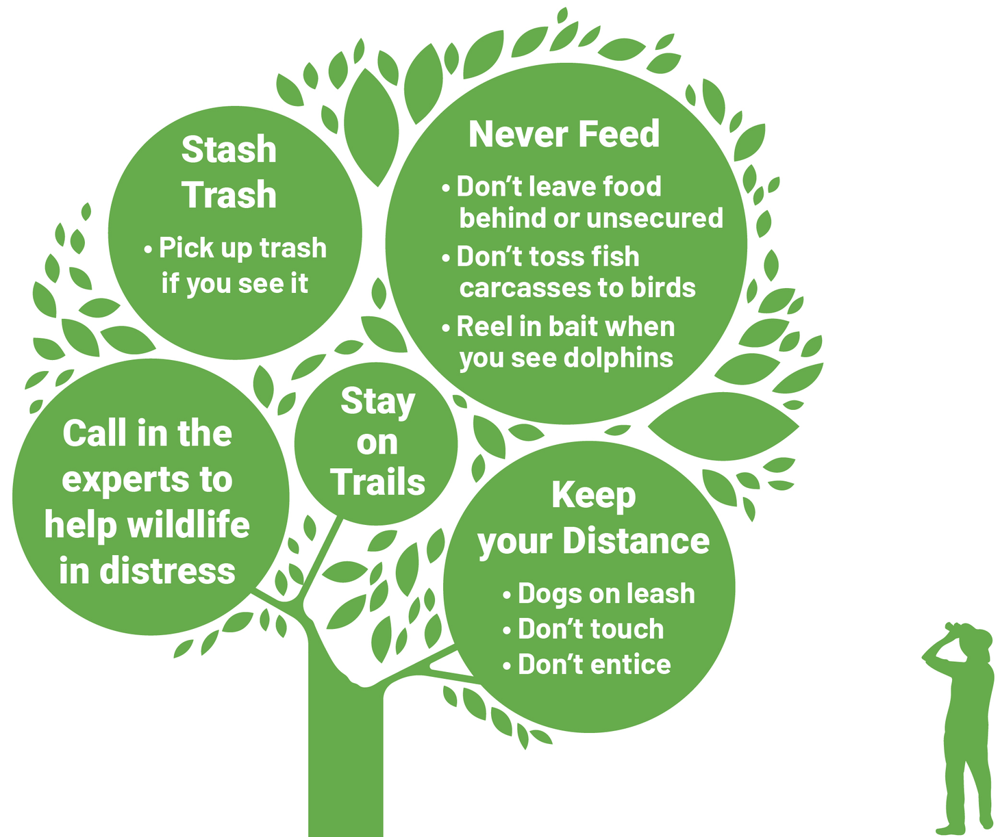 Stash
Trash
• Pick up trash
if you see it
Never Feed
• Don’t leave food
behind or unsecured
• Don’t toss fish
carcasses to birds
• Reel in bait when
you see dolphins
Call in the
experts to
help wildlife
in distress
Stay
on
Trails
Keep
your Distance
• Dogs on leash
• Don’t touch
• Don’t entice